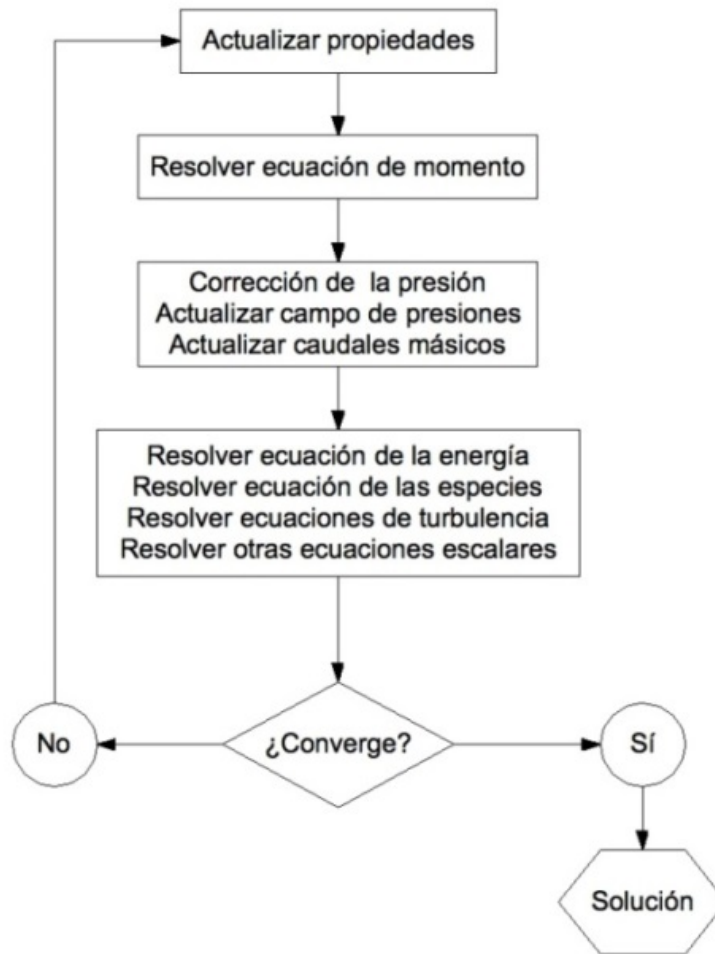 Actualizar propiedades
Resolver ecuación de momento
Corrección de la presión
Actualizar campo de presiones
Actualizar caudales másicos
Resolver ecuación de la energía
Resolver ecuación de las especies
Resolver ecuaciones de turbulencia
Resolver otras ecuaciones escalares
No
¿Converge?
Sí
Solución